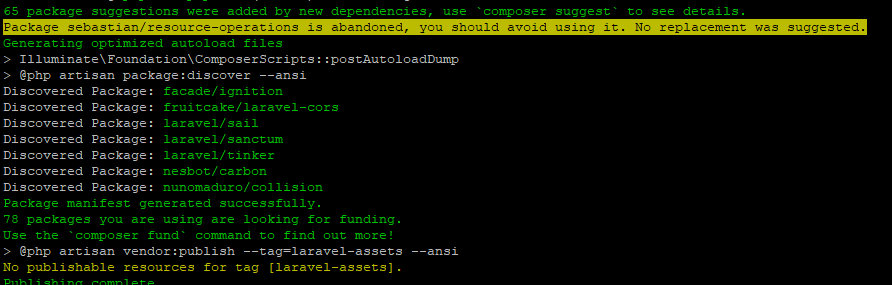 65 package suggestions were added by new dependencies, use `composer suggest` to see details.
Package sebastian/resource-operations is abandoned, you should avoid using it. No replacement was suggested.
Generating optimized autoload files
> Illuminate\Foundation\ComposerScripts::postAutoloadDump
> @php artisan package:discover --ansi
Discovered Package: facade/ignition
Discovered Package: fruitcake/laravel-cors
Discovered Package: laravel/sail
Discovered Package: laravel/sanctum
Discovered Package: laravel/tinker
Discovered Package: nesbot/carbon
Discovered Package: nunomaduro/collision
Package manifest generated successfully.
78 packages you are using are looking for funding.
Use the `composer fund` command to find out more!
> @php artisan vendor:publish --tag=laravel-assets --ansi
No publishable resources for tag [laravel-assets].
Publishing complete